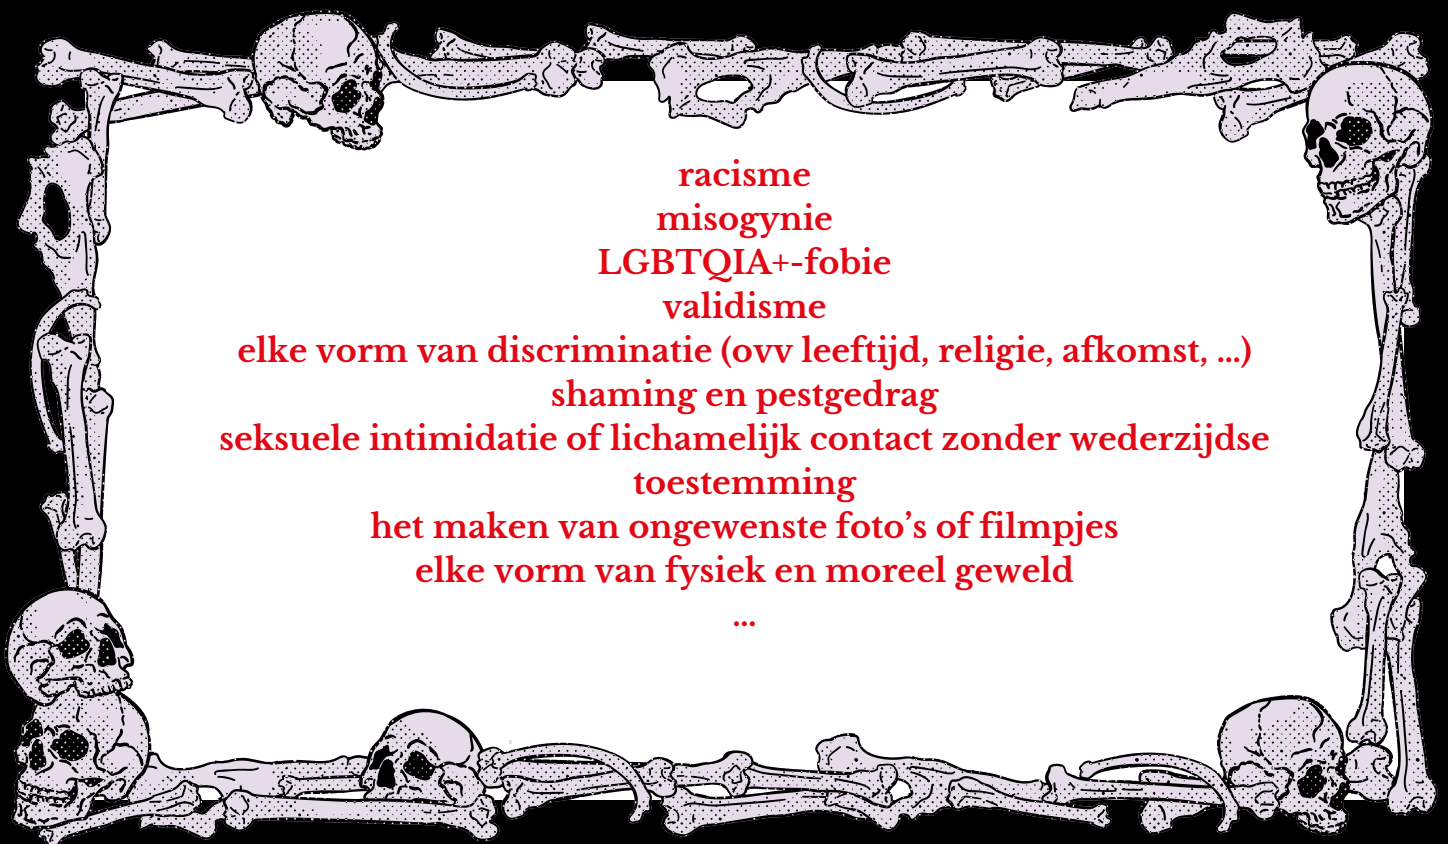 racisme
misogynie
LGBTQIA+-fobie
validisme
elke vorm van discriminatie (ovv leeftijd, religie, afkomst, ...)
shaming en pestgedrag
seksuele intimidatie of lichamelijk contact zonder wederzijdse
toestemming
het maken van ongewenste foto’s of filmpjes
elke vorm van fysiek en moreel geweld
...